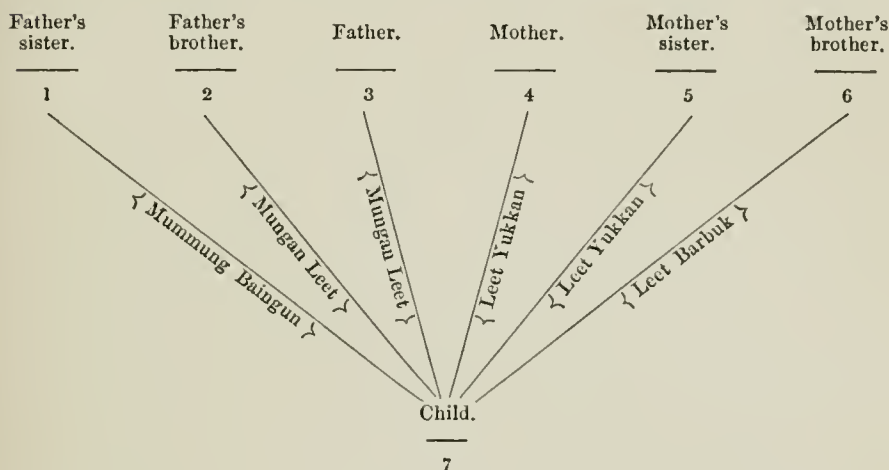 Father's sister.
Father's brother.
Father.
Mother.
Mother's sister.
Mother's brother.
1 2 3 4 5 6
{ Mummung Baingun }
{ Mungan Leet }
{ Mungan Leet }
{ Leet Yukkan }
{ Leet Yukkan }
{ Leet Barbuk }
Child.
7